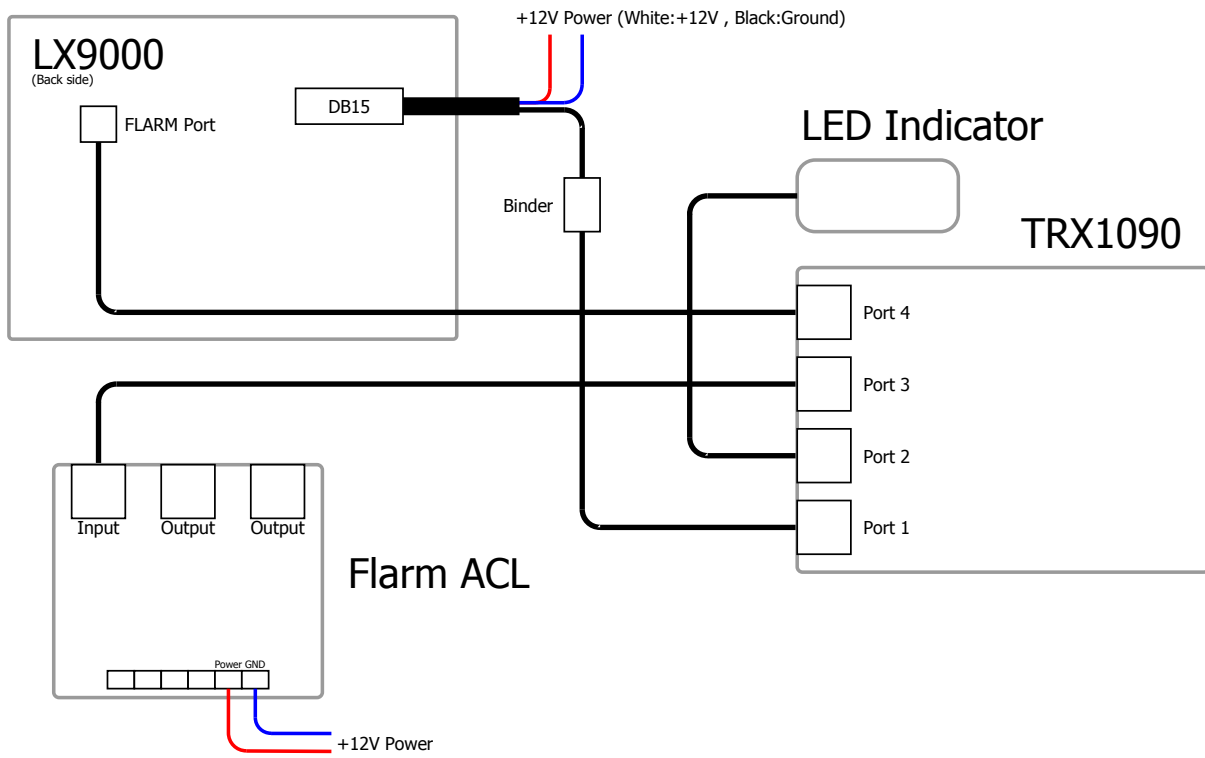 +12V Power (White:+12V , Black:Ground)
LX9000
(Back side)
DB15
FLARM Port
LED Indicator
Binder
TRX1090
Port 4
Port 3
Port 2
Port 1
Input
Output
Output
Flarm ACL
Power GND
+12V Power